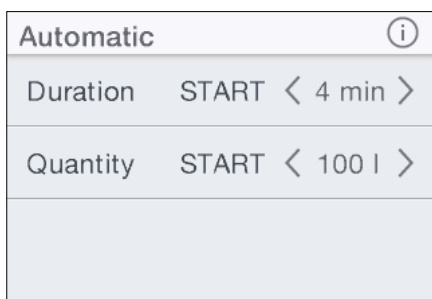 Automatic
Duration START < 4 min >
Quantity START < 100 l >